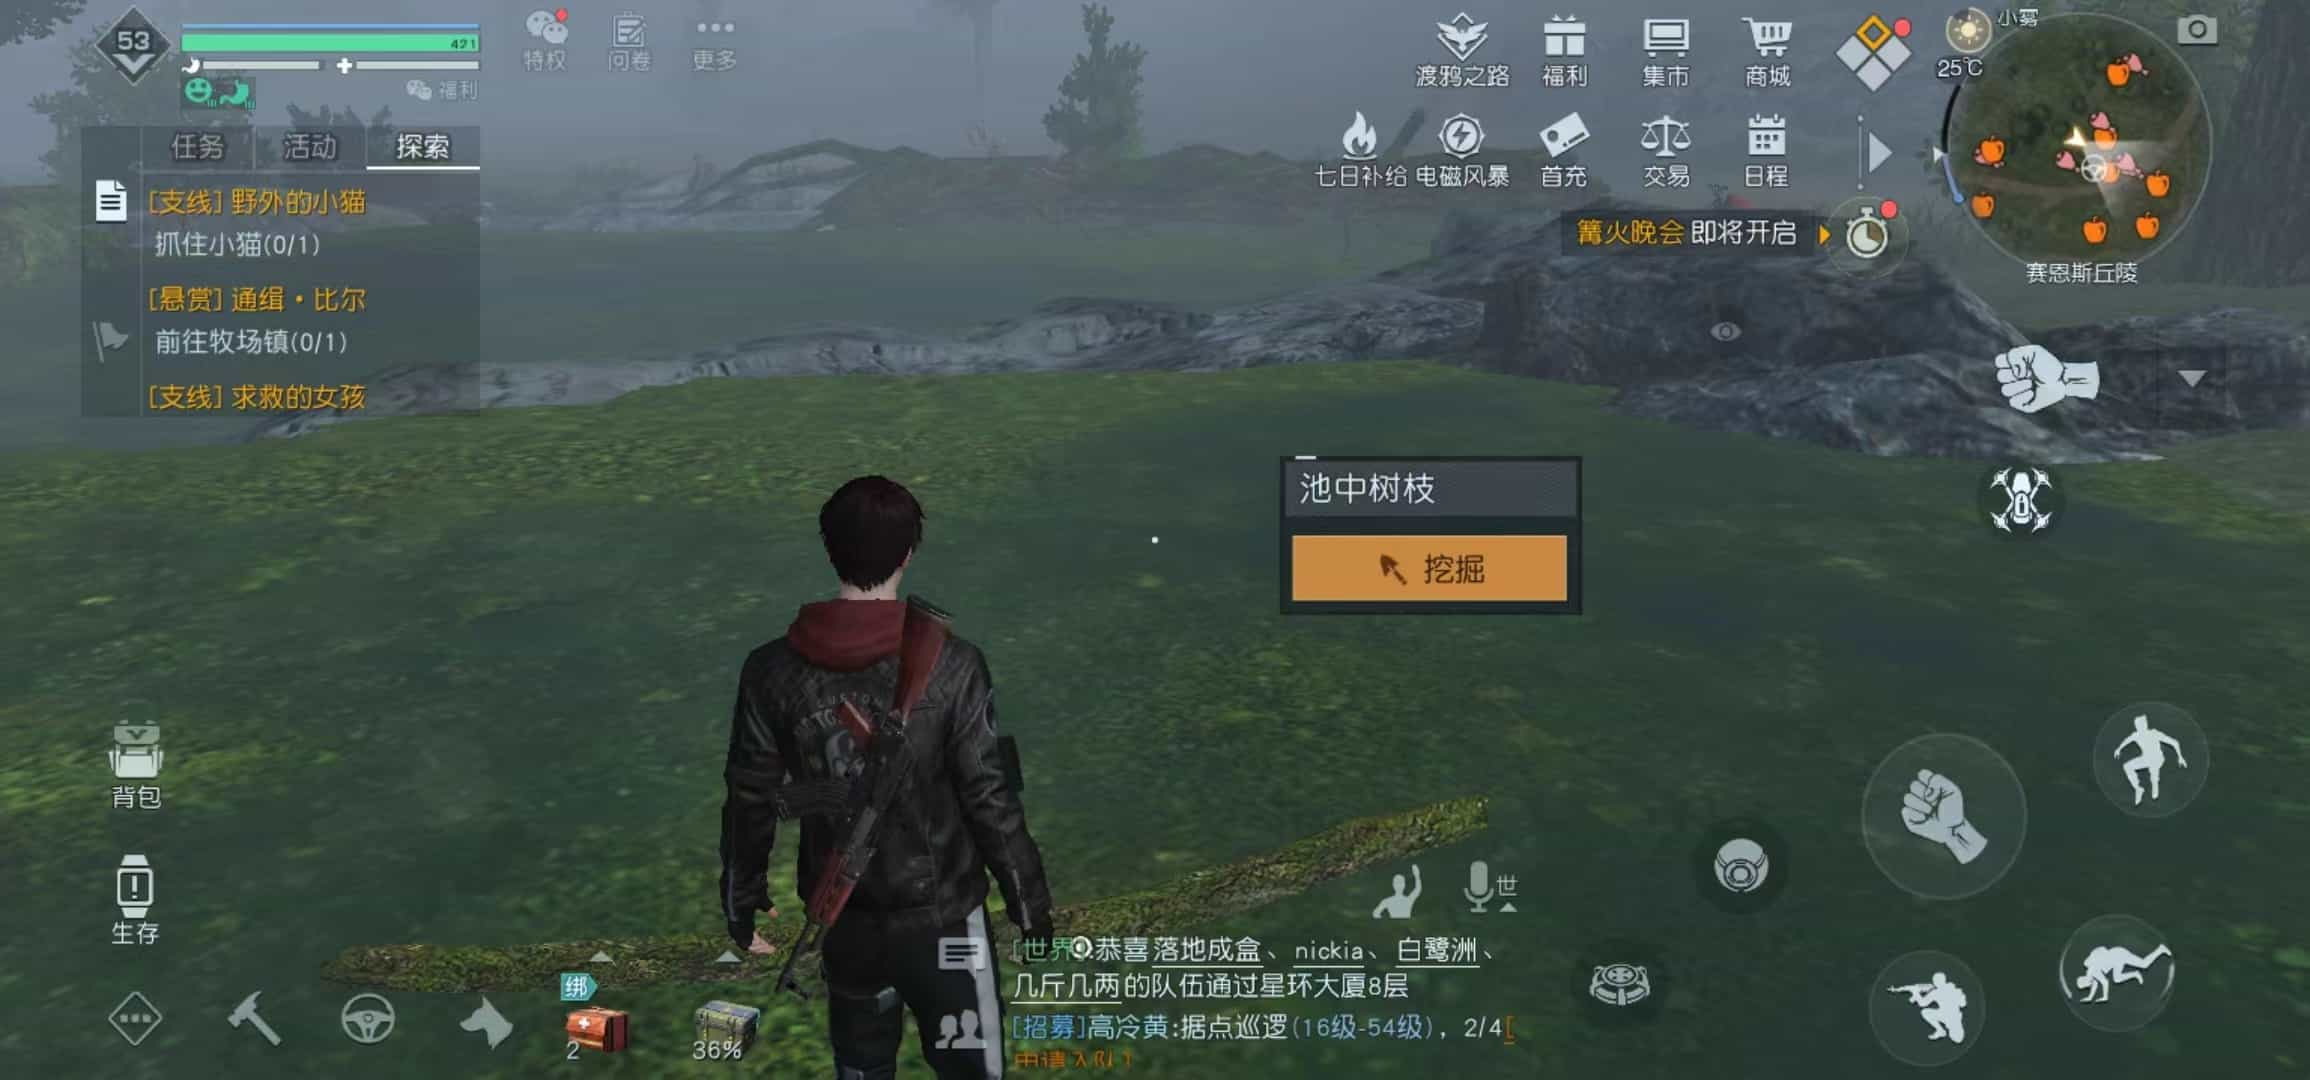 53
421
特权
问卷
更多
福利
任务 活动 探索
[支线] 野外的小猫
抓住小猫(0/1)
[悬赏] 通缉·比尔
前往牧场镇(0/1)
[支线] 求救的女孩
渡鸦之路
福利
集市
商城
七日补给
电磁风暴
首充
交易
日程
小雾
25℃
篝火晚会 即将开启
赛恩斯丘陵
池中树枝
挖掘
CUSTOM
背包
生存
世
绑
2
36%
[世界]:恭喜落地成盒、nickia、白鹭洲、
几斤几两的队伍通过星环大厦8层
[招募]高冷黄:据点巡逻(16级-54级), 2/4[
申请入队]